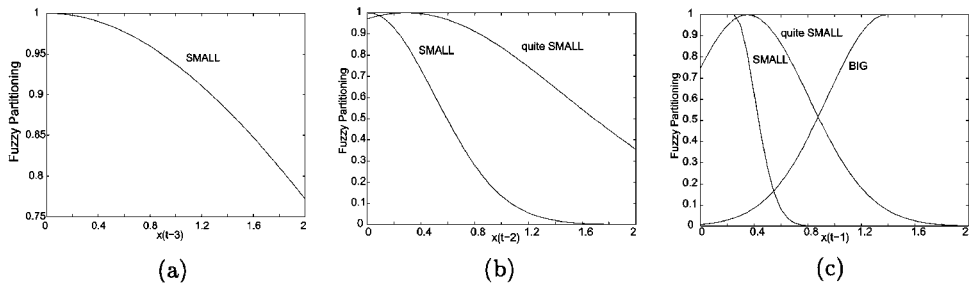 Fuzzy Partitioning
1
0.95
0.9
0.85
0.8
0.75
SMALL
0 0.4 0.8 1.2 1.6 2
x(t−3)
(a)
Fuzzy Partitioning
1
0.9
0.8
0.7
0.6
0.5
0.4
0.3
0.2
0.1
0
SMALL
quite SMALL
0 0.4 0.8 1.2 1.6 2
x(t−2)
(b)
Fuzzy Partitioning
1
0.9
0.8
0.7
0.6
0.5
0.4
0.3
0.2
0.1
0
quite SMALL
SMALL
BIG
0 0.4 0.8 1.2 1.6 2
x(t−1)
(c)